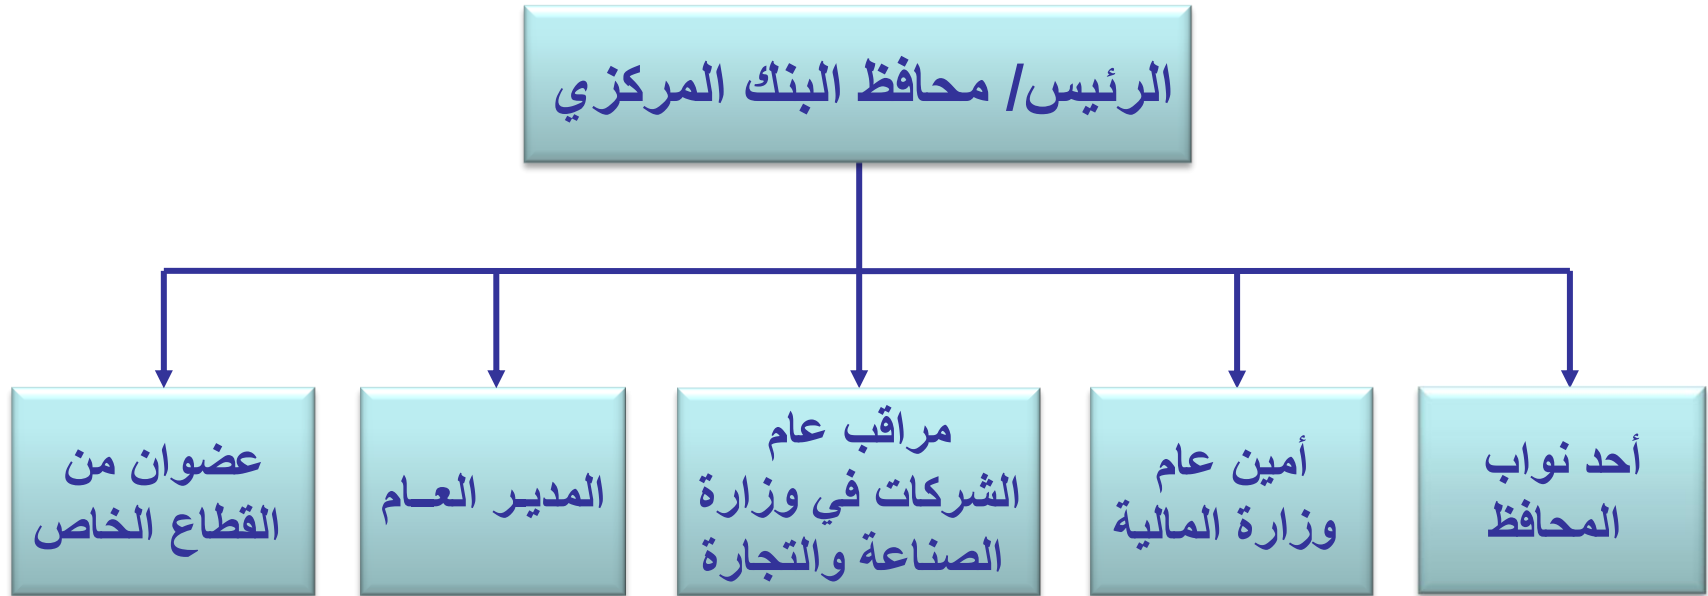 الرئيس/ محافظ البنك المركزي
أحد نواب
المحافظ
أمين عام
وزارة المالية
مراقب عام
الشركات في وزارة
الصناعة والتجارة
المديـر العــام
عضوان من
القطاع الخاص